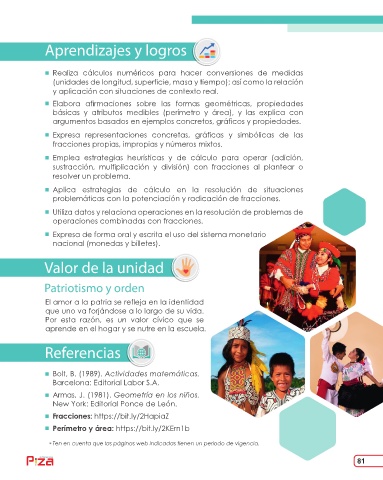 Aprendizajes y logros
Realiza cálculos numéricos para hacer conversiones de medidas
(unidades de longitud, superficie, masa y tiempo); así como la relación
y aplicación con situaciones de contexto real.
Elabora afirmaciones sobre las formas geométricas, propiedades
básicas y atributos medibles (perímetro y área), y las explica con
argumentos basados en ejemplos concretos, gráficos y propiedades.
Expresa representaciones concretas, gráficas y simbólicas de las
fracciones propias, impropias y números mixtos.
Emplea estrategias heurísticas y de cálculo para operar (adición,
sustracción, multiplicación y división) con fracciones al plantear o
resolver un problema.
Aplica estrategias de cálculo en la resolución de situaciones
problemáticas con la potenciación y radicación de fracciones.
Utiliza datos y relaciona operaciones en la resolución de problemas de
operaciones combinadas con fracciones.
Expresa de forma oral y escrita el uso del sistema monetario
nacional (monedas y billetes).
Valor de la unidad
Patriotismo y orden
El amor a la patria se refleja en la identidad
que uno va forjándose a lo largo de su vida.
Por esta razón, es un valor cívico que se
aprende en el hogar y se nutre en la escuela.
Referencias
Bolt, B. (1989). Actividades matemáticas.
Barcelona: Editorial Labor S.A.
Armas, J. (1981). Geometría en los niños.
New York: Editorial Ponce de León.
Fracciones: https://bit.ly/2HapiaZ
Perímetro y área: https://bit.ly/2KErn1b
• Ten en cuenta que las páginas web indicadas tienen un periodo de vigencia.
P:za
81